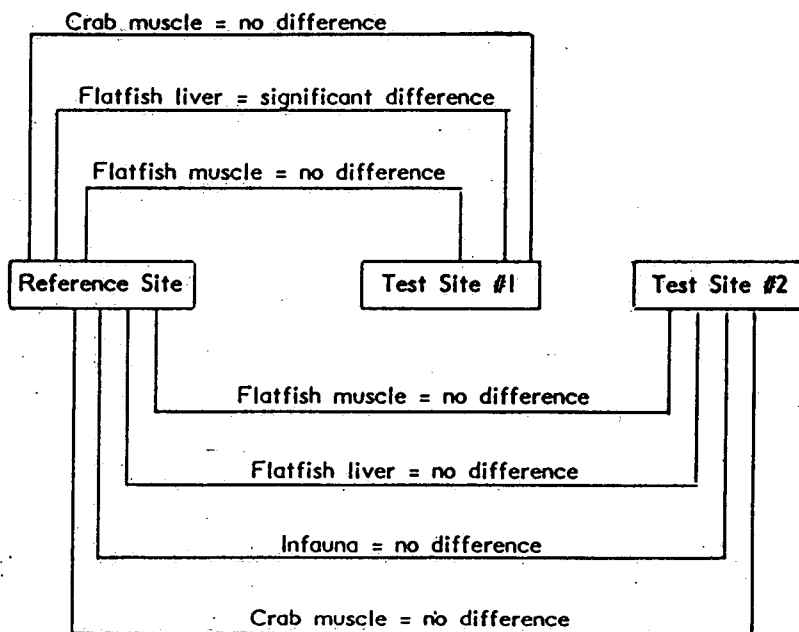 Crab muscle = no difference
Flatfish liver = significant difference
Flatfish muscle = no difference
Reference Site
Test Site #1
Test Site #2
Flatfish muscle = no difference
Flatfish liver = no difference
Infauna = no difference
Crab muscle = no difference